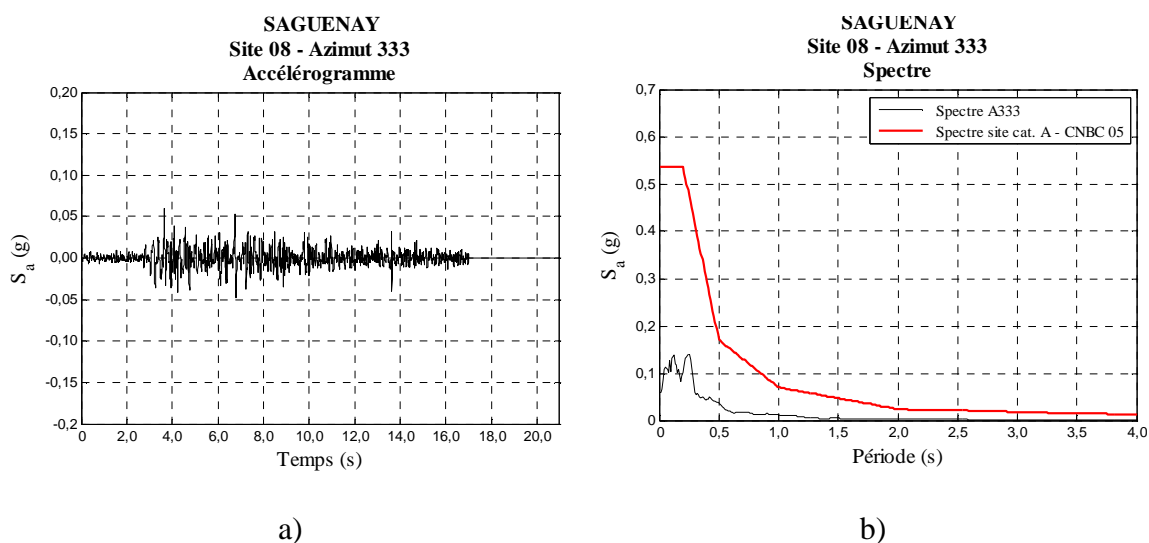 SAGUENAY
Site 08 - Azimut 333
Accélérogramme
0,20
0,15
0,10
0,05
0,00
-0,05
-0,10
-0,15
-0,2
S a (g)
0 2,0 4,0 6,0 8,0 10,0 12,0 14,0 16,0 18,0 20,0
Temps (s)
a)
SAGUENAY
Site 08 - Azimut 333
Spectre
Spectre A333
Spectre site cat. A - CNBC 05
0,7
0,6
0,5
0.4
0,3
0,2
0,1
0
S a (g)
0 0,5 1,0 1,5 2,0 2,5 3,0 3,5 4,0
Période (s)
b)